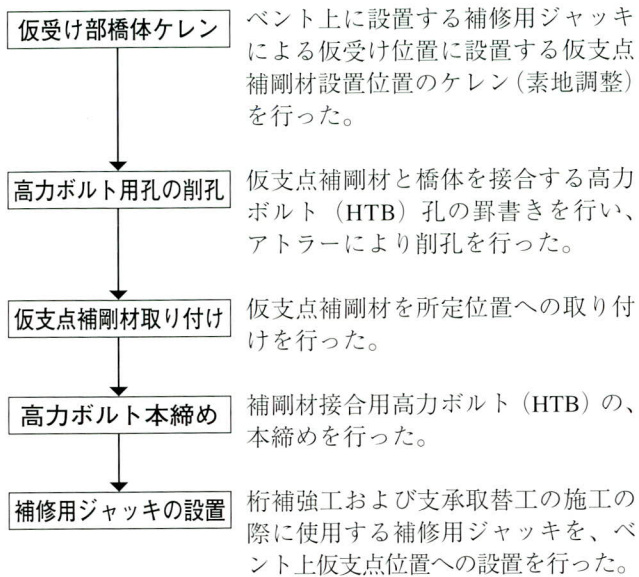 仮受け部橋体ケレン
ベント上に設置する補修用ジャッキ
による仮受け位置に設置する仮支点
補剛材設置位置のケレン（素地調整）
を行った。
高力ボルト用孔の削孔
仮支点補剛材と橋体を接合する高力
ボルト（HTB）孔の罫書きを行い、
アトラーにより削孔を行った。
仮支点補剛材取り付け
仮支点補剛材を所定位置への取り付
けを行った。
高力ボルト本締め
補剛材接合用高力ボルト（HTB）の、
本締めを行った。
補修用ジャッキの設置
桁補強工および支承取替工の施工の
際に使用する補修用ジャッキを、ベ
ント上仮支点位置への設置を行った。